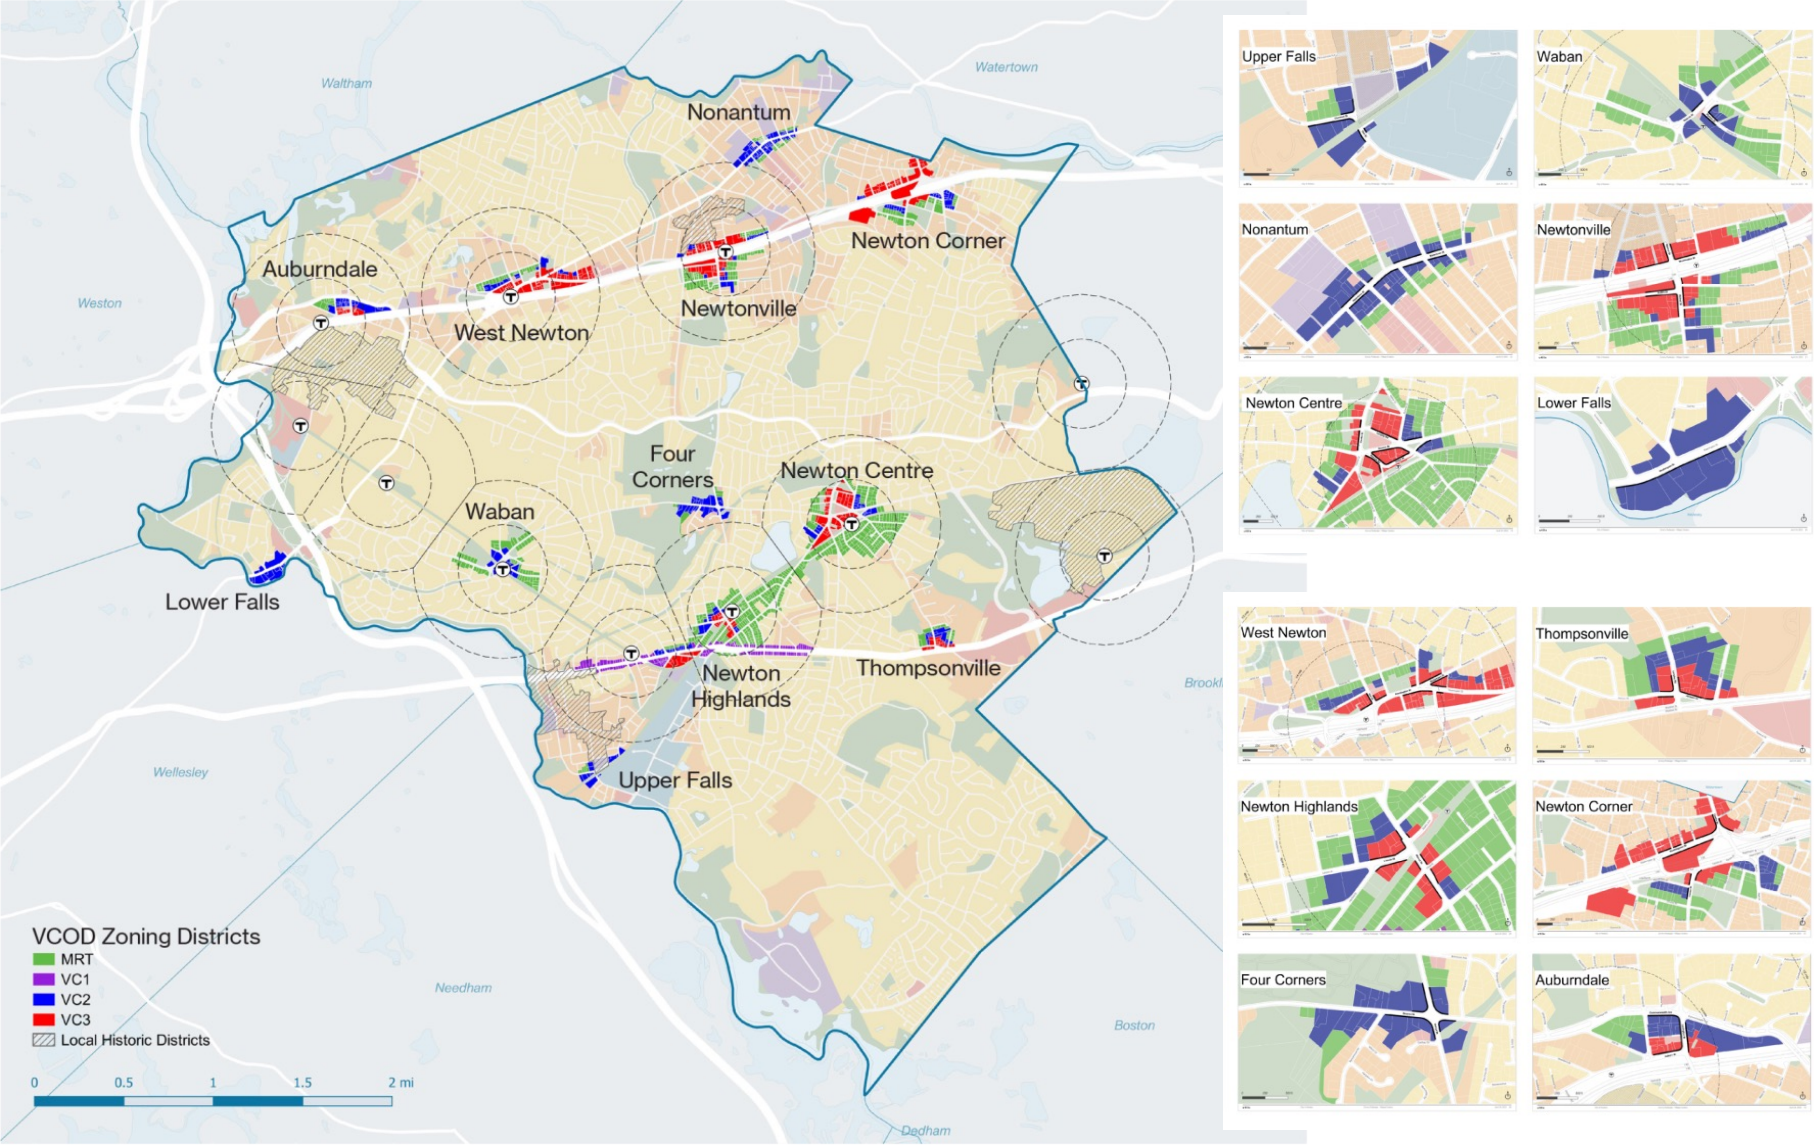 Waltham
Watertown
Nonantum
Newton Corner
Auburndale
Weston
West Newton
Newtonville
Four
Corners
Newton Centre
Waban
Lower Falls
Newton
Highlands
Thompsonville
Wellesley
Upper Falls
VCOD Zoning Districts
MRT
VC1
VC2
VC3
Local Historic Districts
0 0.5 1 1.5 2 mi
Needham
Boston
Dedham
Brookl
Upper Falls
Waban
Nonantum
Newtonville
Newton Centre
Lower Falls
West Newton
Thompsonville
Newton Highlands
Newton Corner
Four Corners
Auburndale